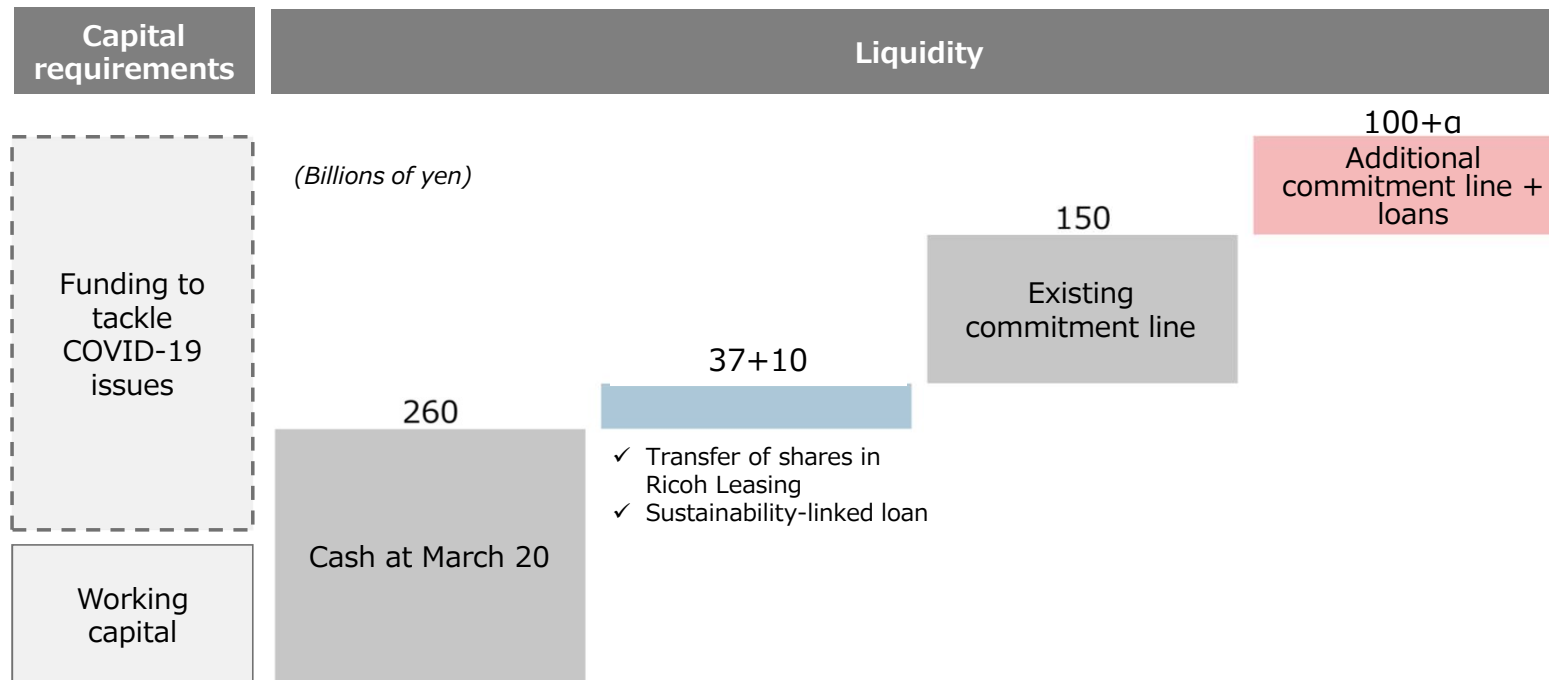 Capital
requirements
Liquidity
(Billions of yen)
Funding to
tackle
COVID-19
issues
Working
capital
260
Cash at March 20
37+10
✓ Transfer of shares in
Ricoh Leasing
✓ Sustainability-linked loan
150
Existing
commitment line
100+α
Additional
commitment line +
loans